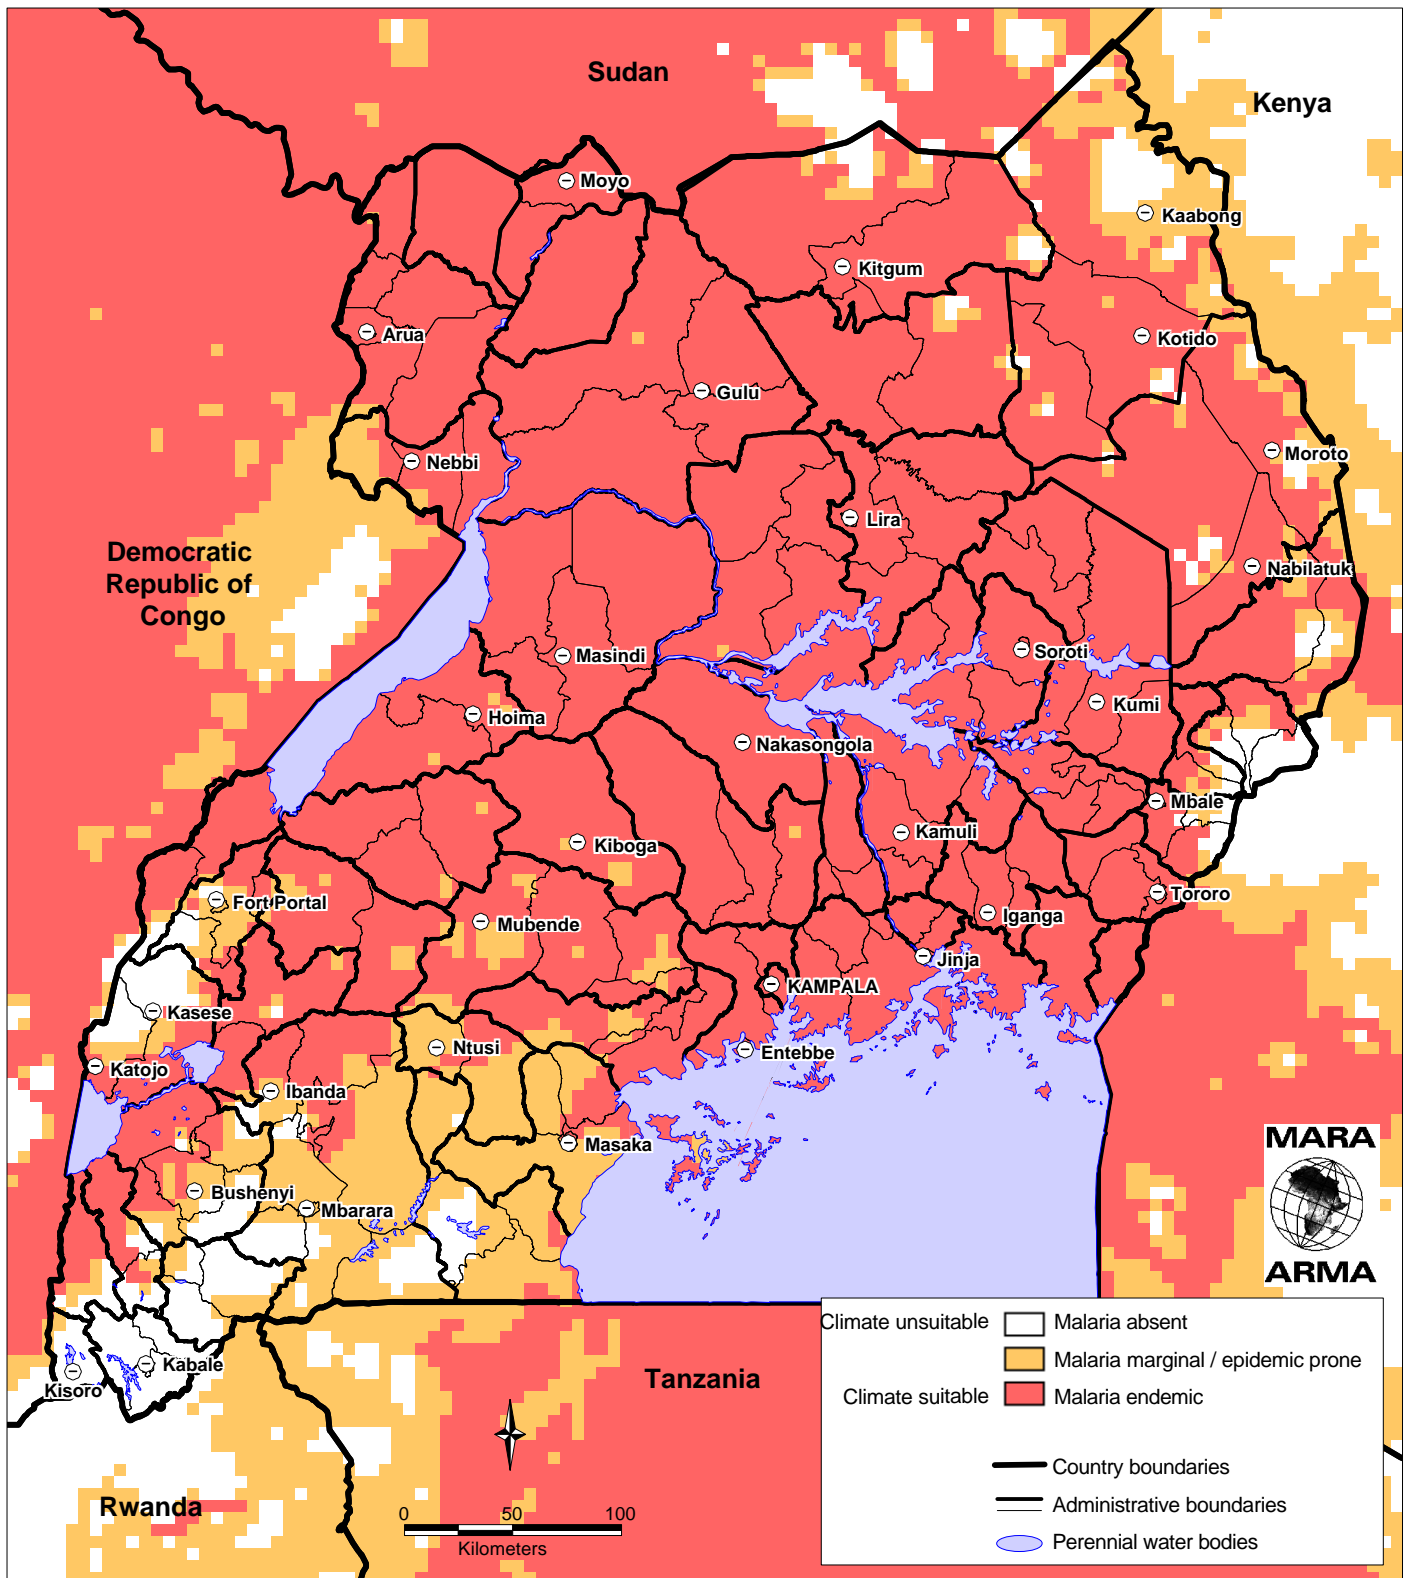 Sudan
Kenya
Moyo
Kaabong
Kitgum
Arua
Kotido
Gulu
Moroto
Nebbi
Lira
Democratic
Republic of
Congo
Nabilatuk
Masindi
Soroti
Kumi
Hoima
Nakasongola
Mbale
Kamuli
Kiboga
Tororo
Fort Portal
Iganga
Mubende
Jinja
KAMPALA
Kasese
Ntusi
Entebbe
Katojo
Ibanda
Masaka
MARA
Bushenyi
Mbarara
ARMA
Climate unsuitable
Malaria absent
Malaria marginal / epidemic prone
Climate suitable
Malaria endemic
Kabale
Kisoro
Tanzania
Country boundaries
Administrative boundaries
Perennial water bodies
Rwanda
0 50 100
Kilometers